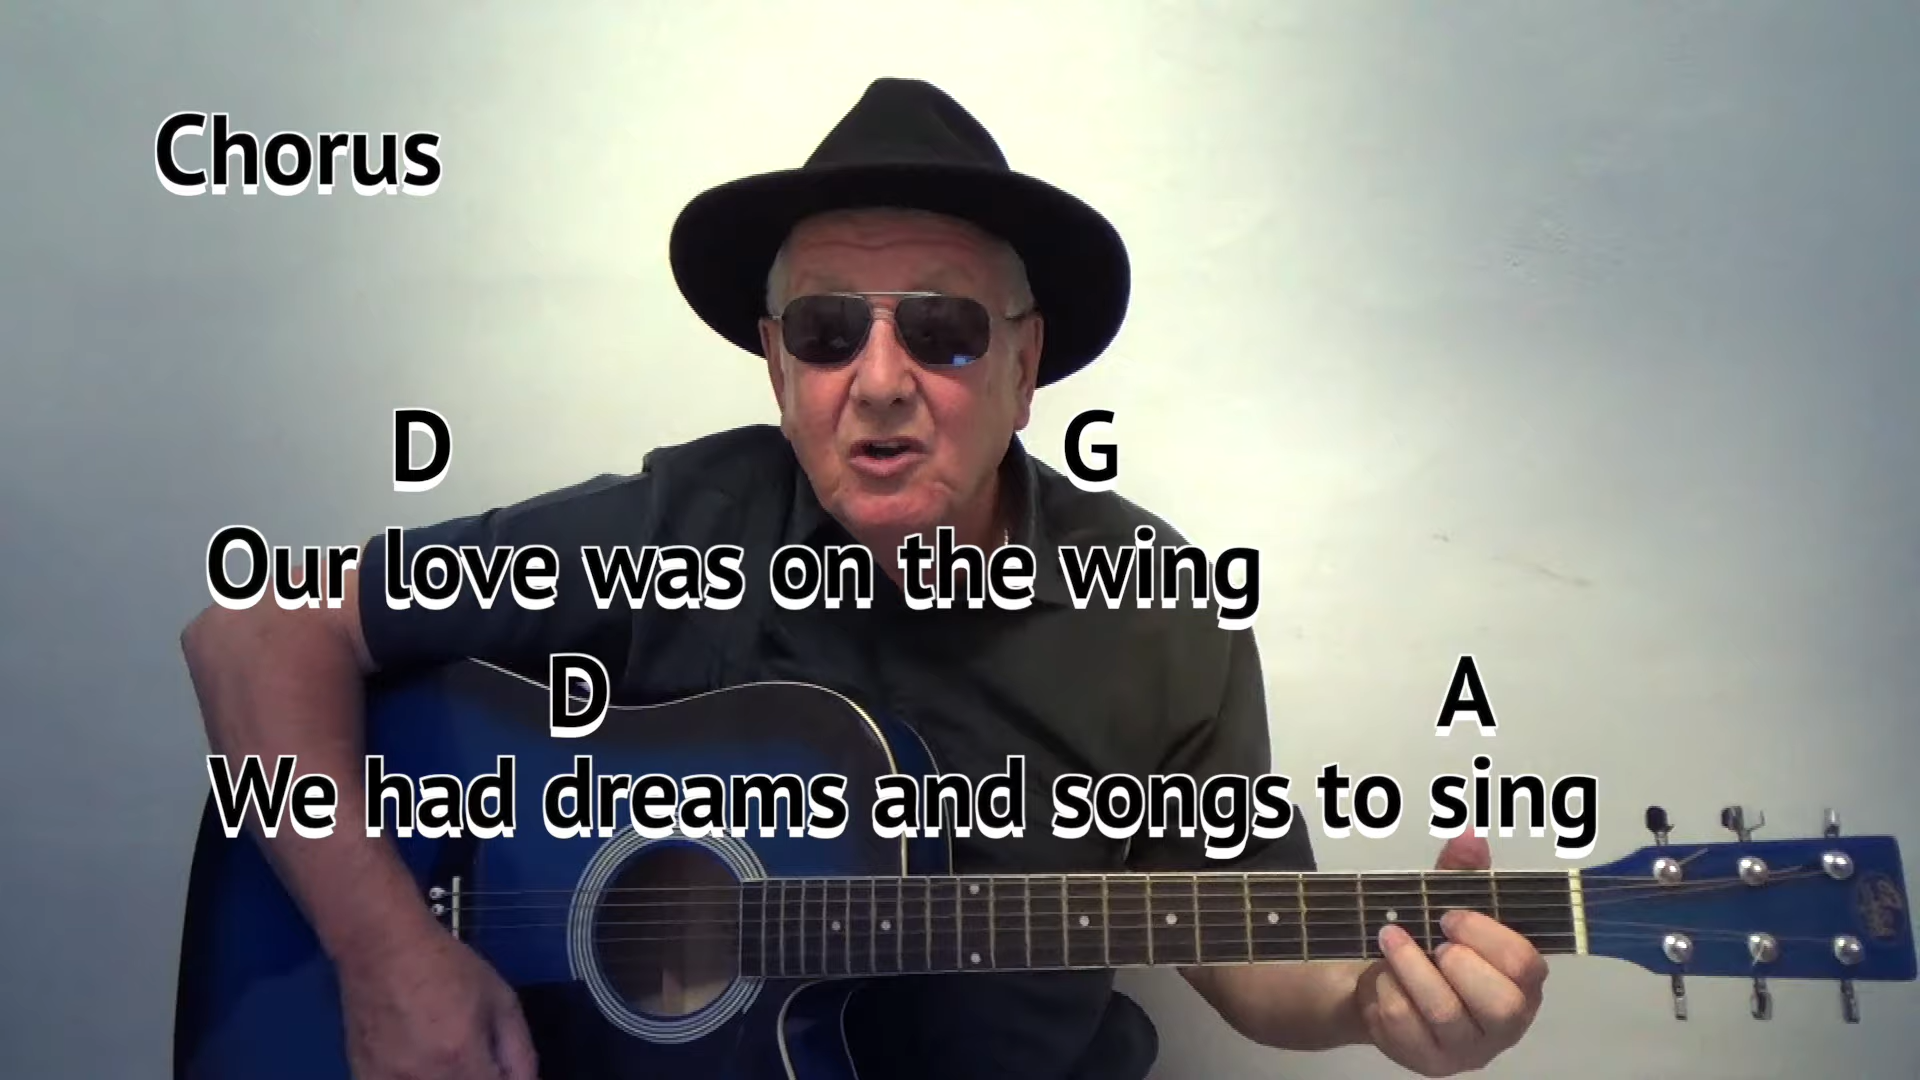 Chorus
D G
Our love was on the wing
D A
We had dreams and songs to sing